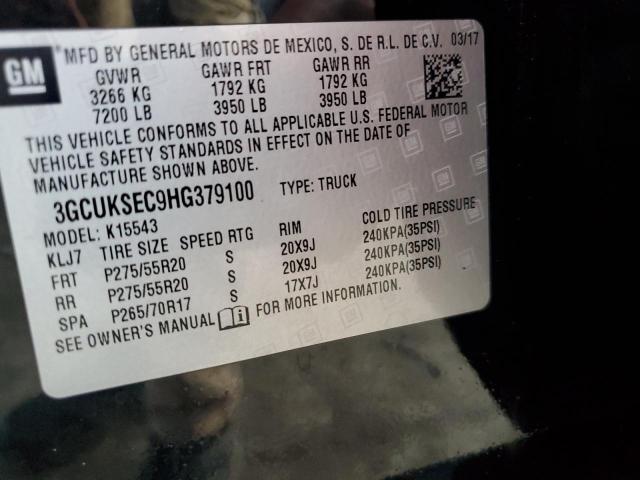 GM
MFD BY GENERAL MOTORS DE MEXICO, S. DE R.L. DE C.V. 03/17
GVWR GAWR FRT GAWR RR
3266 KG 1792 KG 1792 KG
7200 LB 3950 LB 3950 LB
THIS VEHICLE CONFORMS TO ALL APPLICABLE U.S. FEDERAL MOTOR
VEHICLE SAFETY STANDARDS IN EFFECT ON THE DATE OF
MANUFACTURE SHOWN ABOVE.
3GCUKSEC9HG379100 TYPE: TRUCK
MODEL: K15543
KLJ7 TIRE SIZE SPEED RTG RIM COLD TIRE PRESSURE
FRT P275/55R20 S 20X9J 240KPA(35PSI)
RR P275/55R20 S 20X9J 240KPA(35PSI)
SPA P265/70R17 S 17X7J 240KPA(35PSI)
SEE OWNER'S MANUAL FOR MORE INFORMATION.